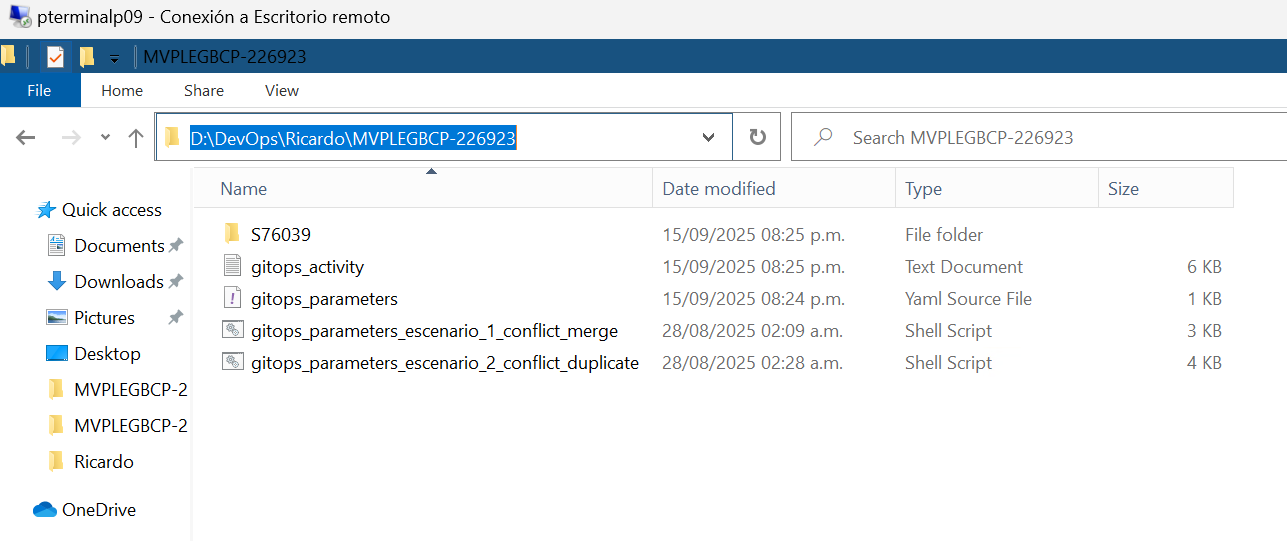 pterminalp09 - Conexión a Escritorio remoto
MVPLEGBCP-226923
File Home Share View
D:\DevOps\Ricardo\MVPLEGBCP-226923
Search MVPLEGBCP-226923
Name Date modified Type Size
Quick access
Documents
Downloads
Pictures
Desktop
MVPLEGBCP-2
MVPLEGBCP-2
Ricardo
OneDrive
S76039 15/09/2025 08:25 p.m. File folder
gitops_activity 15/09/2025 08:25 p.m. Text Document 6 KB
gitops_parameters 15/09/2025 08:24 p.m. Yaml Source File 1 KB
gitops_parameters_escenario_1_conflict_merge 28/08/2025 02:09 a.m. Shell Script 3 KB
gitops_parameters_escenario_2_conflict_duplicate 28/08/2025 02:28 a.m. Shell Script 4 KB